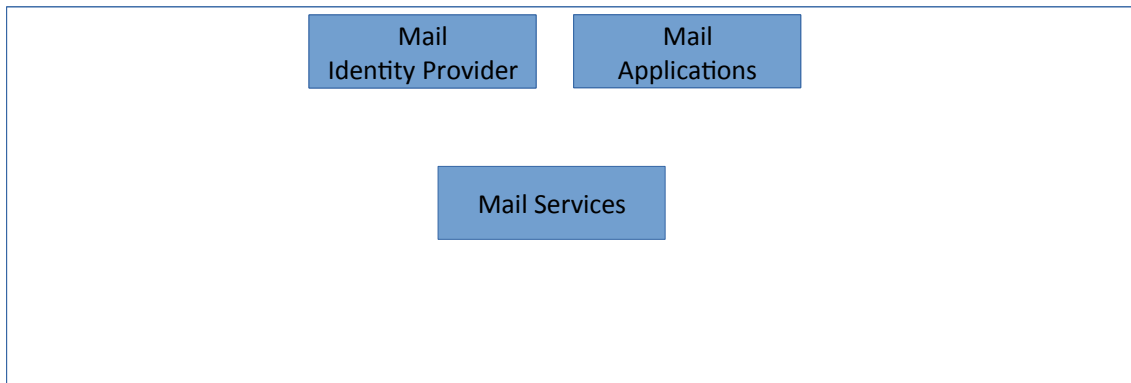 Mail
Identity Provider
Mail
Applications
Mail Services